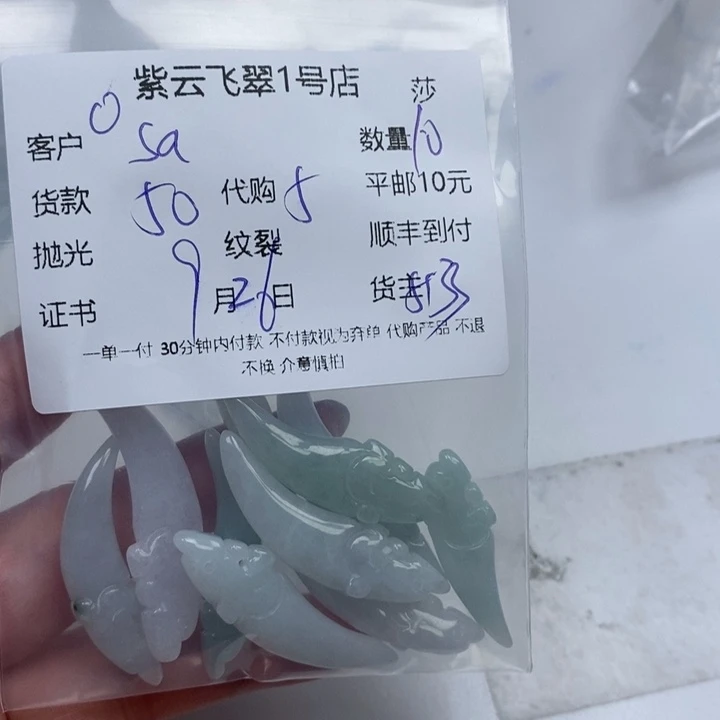 紫云飞翠1号店 莎
客户 O sa 数量 10
货款 50 代购 5 平邮10元
抛光 纹裂 顺丰到付
证书 9月26日 货主
一单一付 30分钟内付款 不付款视为弃单 代购产品 不退
不换 介意慎拍